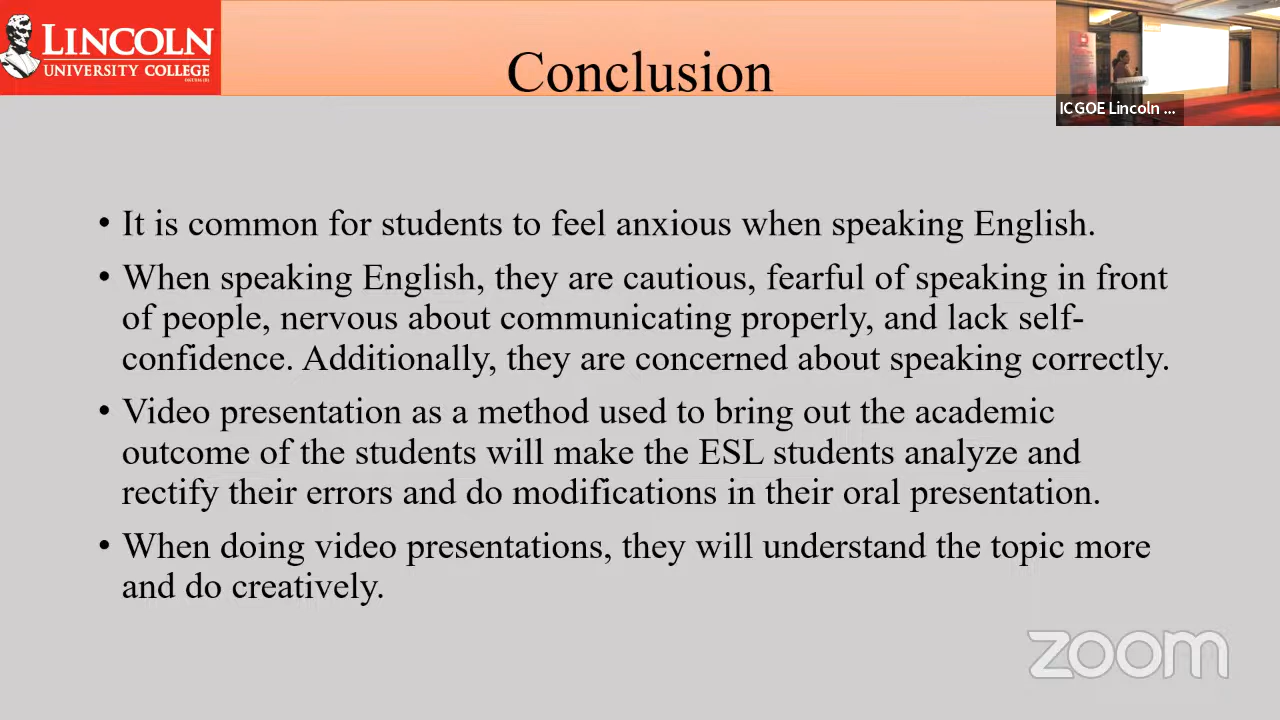 LINCOLN
UNIVERSITY COLLEGE
Conclusion
ICGOE Lincoln ...
• It is common for students to feel anxious when speaking English.
• When speaking English, they are cautious, fearful of speaking in front
of people, nervous about communicating properly, and lack self-
confidence. Additionally, they are concerned about speaking correctly.
• Video presentation as a method used to bring out the academic
outcome of the students will make the ESL students analyze and
rectify their errors and do modifications in their oral presentation.
• When doing video presentations, they will understand the topic more
and do creatively.
zoom